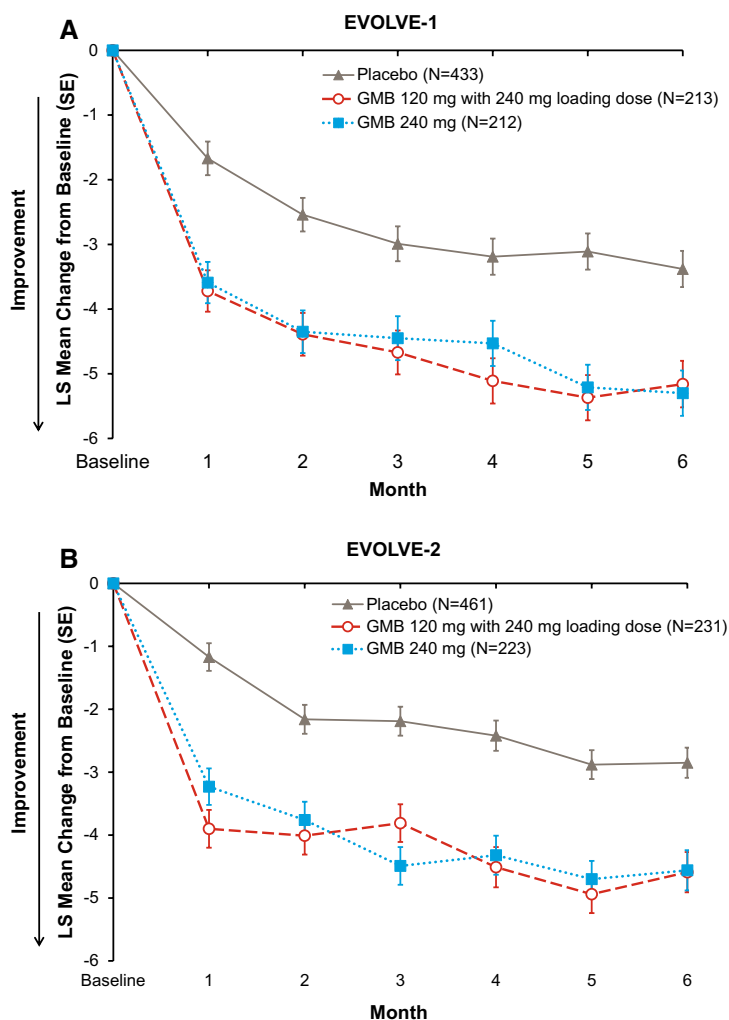 A
EVOLVE-1
Improvement
LS Mean Change from Baseline (SE)
0
-1
-2
-3
-4
-5
-6
Placebo (N=433)
GMB 120 mg with 240 mg loading dose (N=213)
GMB 240 mg (N=212)
Baseline 1 2 3 4 5 6
Month
B
EVOLVE-2
Improvement
LS Mean Change from Baseline (SE)
0
-1
-2
-3
-4
-5
-6
Placebo (N=461)
GMB 120 mg with 240 mg loading dose (N=231)
GMB 240 mg (N=223)
Baseline 1 2 3 4 5 6
Month